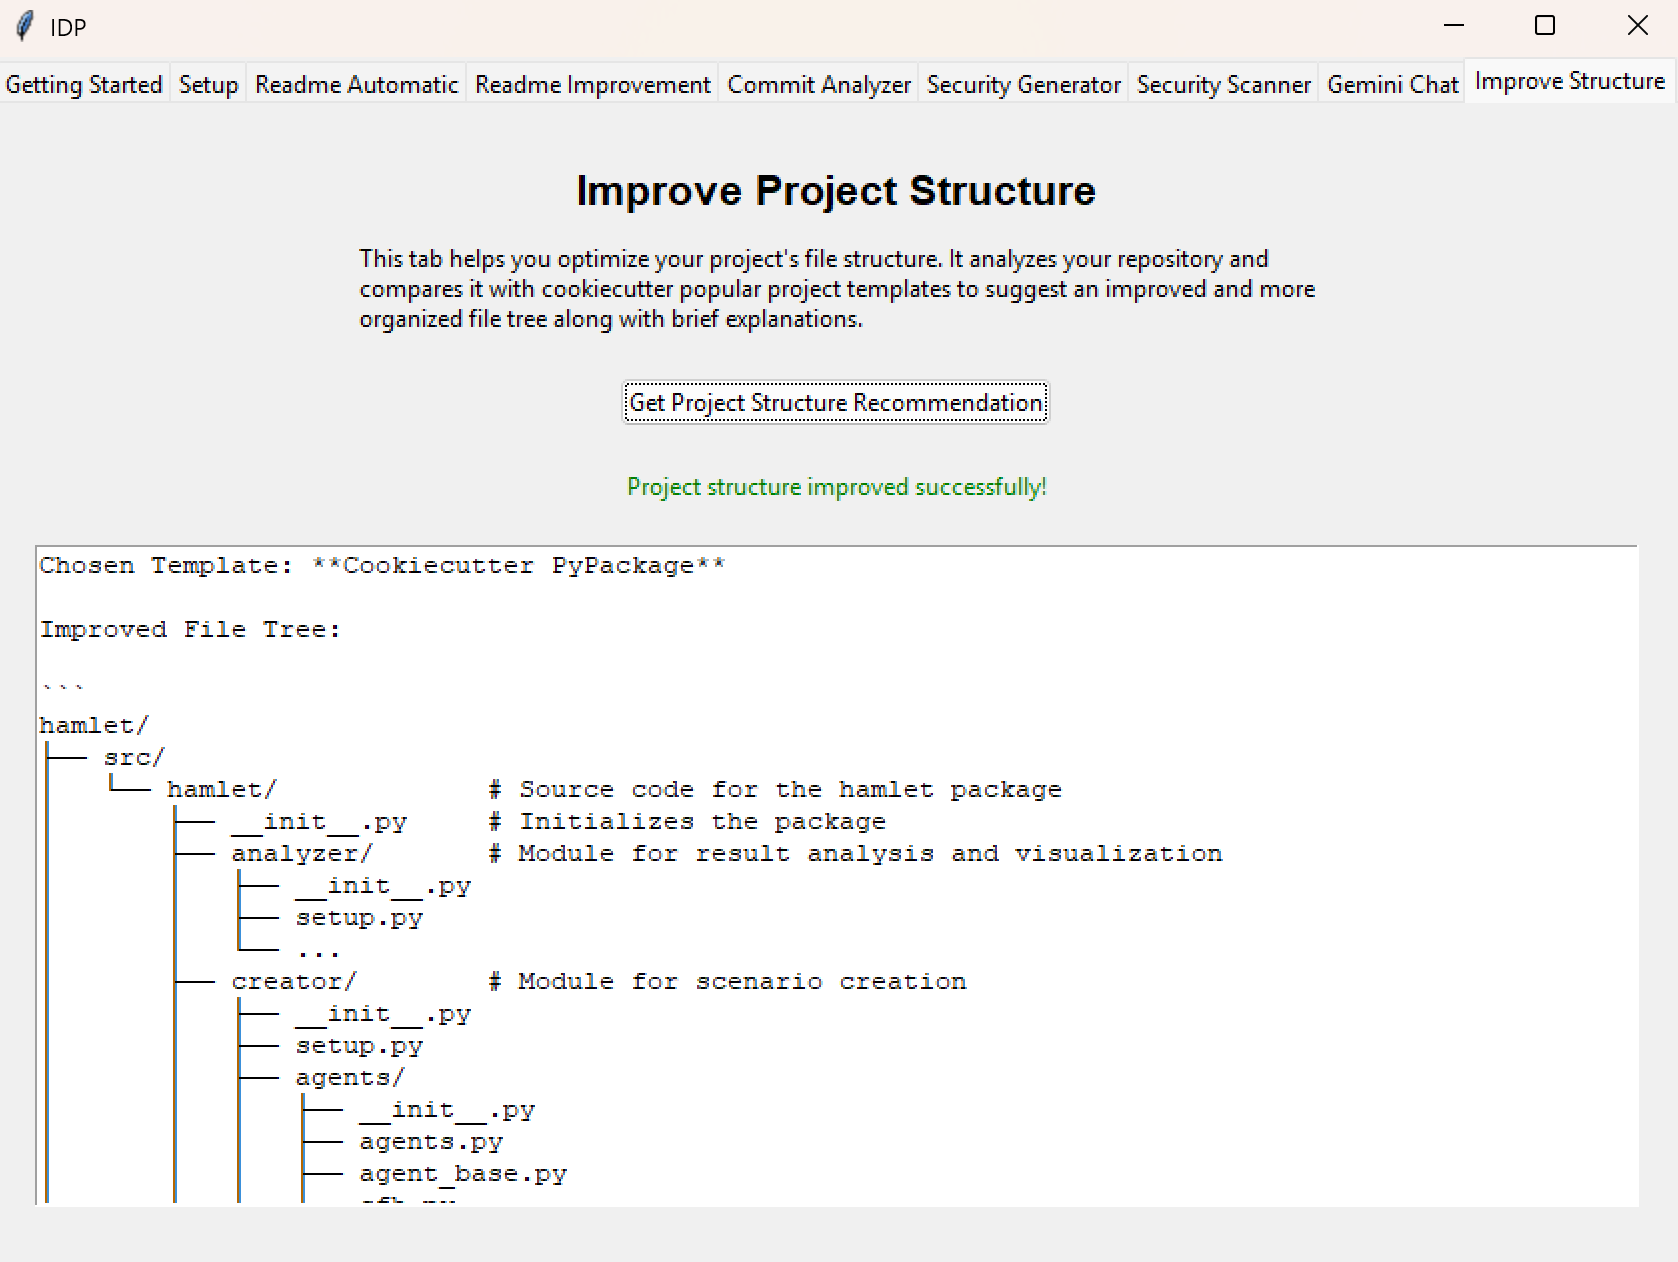 IDP
Getting Started Setup Readme Automatic Readme Improvement Commit Analyzer Security Generator Security Scanner Gemini Chat Improve Structure
Improve Project Structure
This tab helps you optimize your project's file structure. It analyzes your repository and
compares it with cookiecutter popular project templates to suggest an improved and more
organized file tree along with brief explanations.
Get Project Structure Recommendation
Project structure improved successfully!
Chosen Template: **Cookiecutter PyPackage**
Improved File Tree:
```
hamlet/
├── src/
│   └── hamlet/              # Source code for the hamlet package
│       ├── __init__.py     # Initializes the package
│       ├── analyzer/       # Module for result analysis and visualization
│       │   ├── __init__.py
│       │   ├── setup.py
│       │   └── ...
│       ├── creator/        # Module for scenario creation
│       │   ├── __init__.py
│       │   ├── setup.py
│       │   ├── agents/
│       │   │   ├── __init__.py
│       │   │   ├── agents.py
│       │   │   ├── agent_base.py